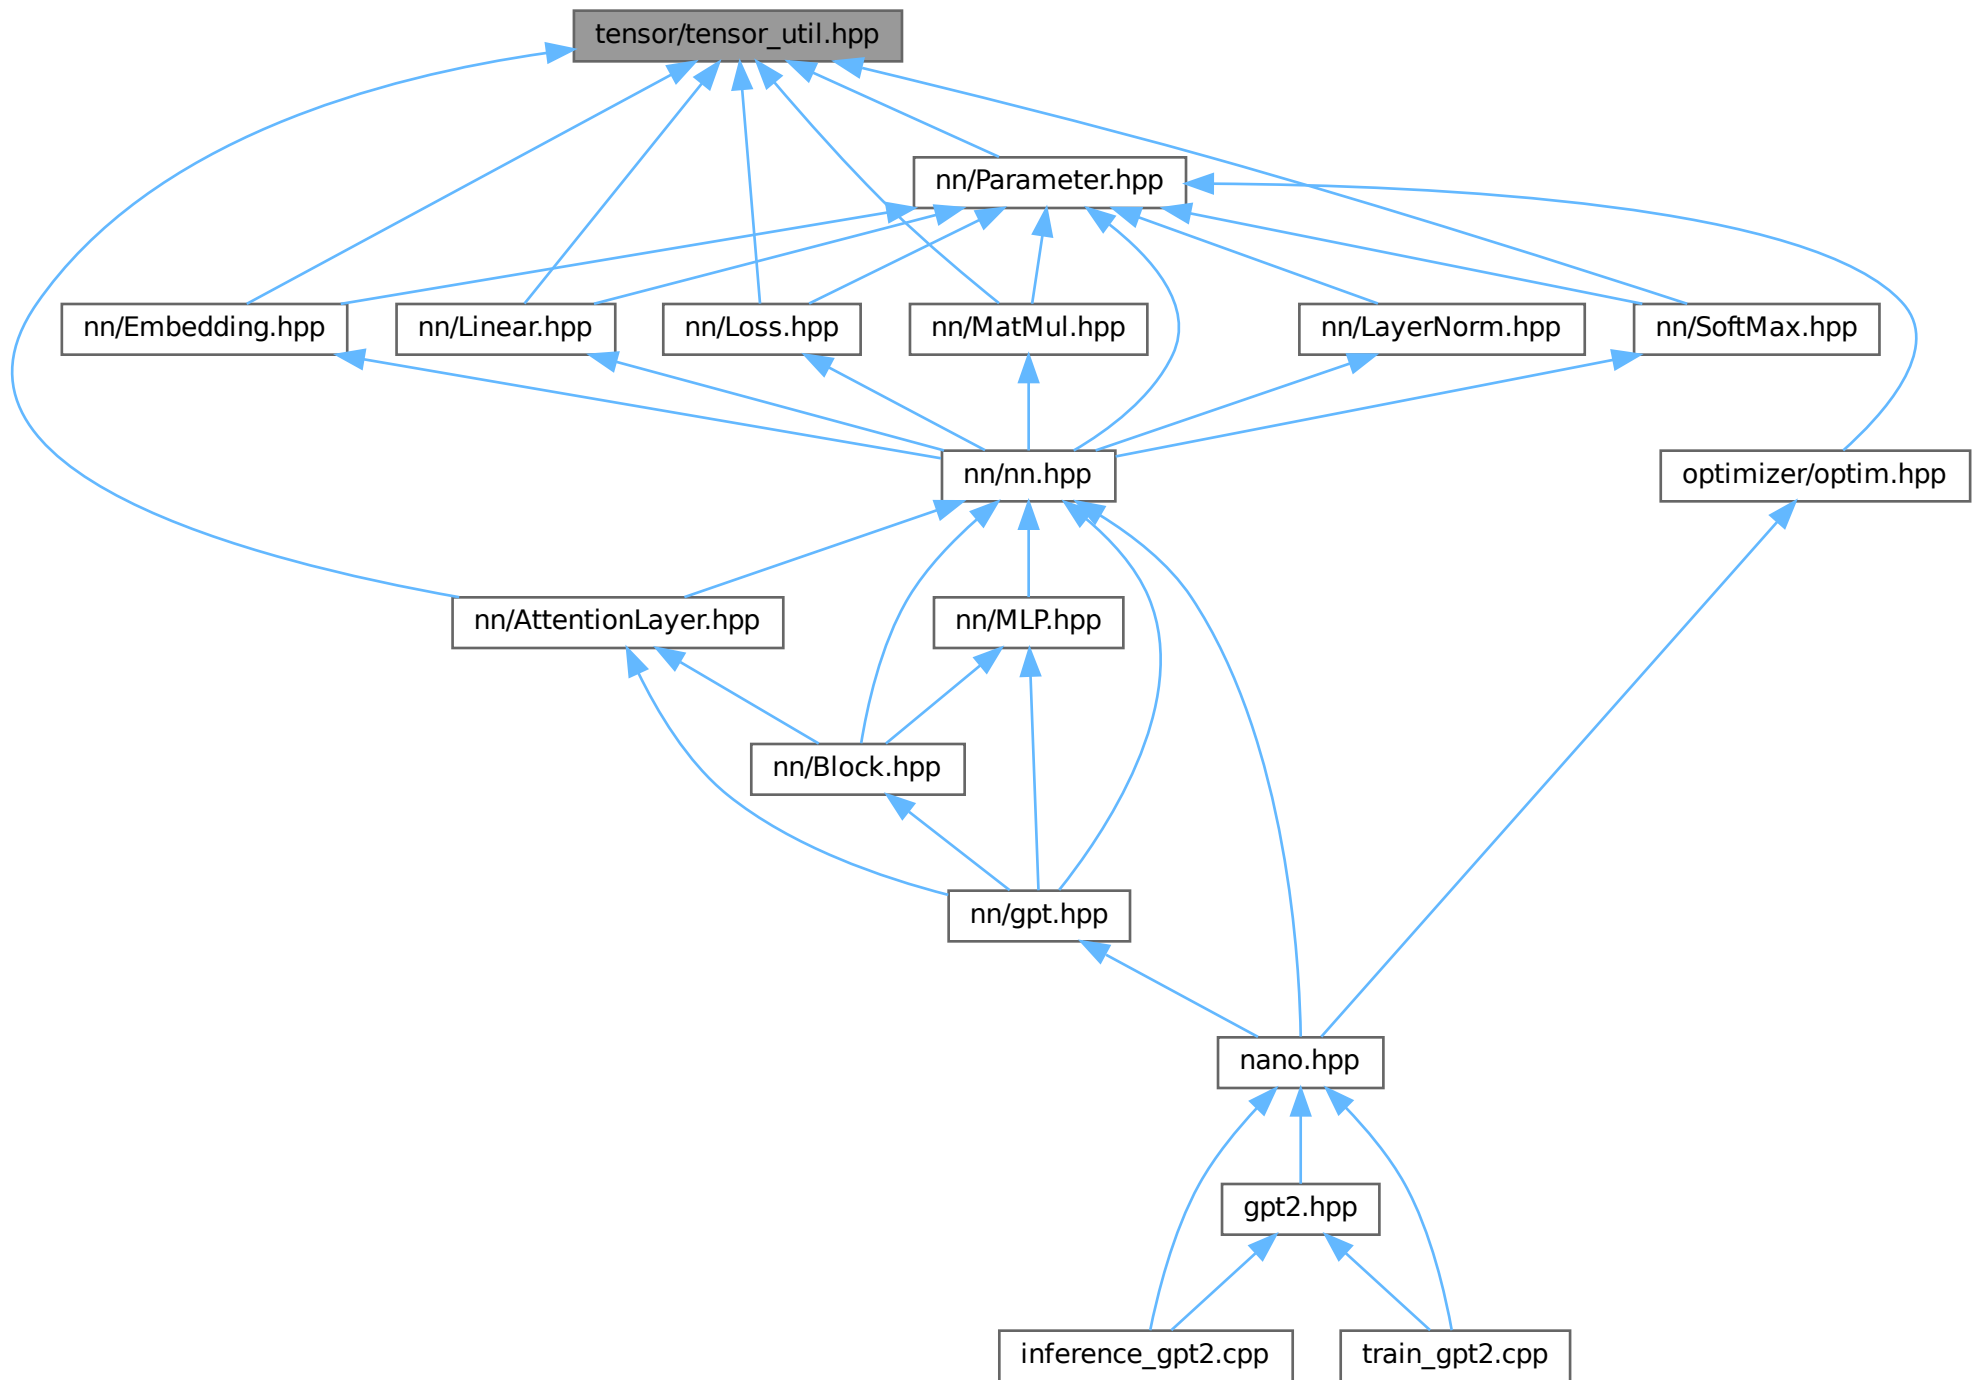 tensor/tensor_util.hpp
nn/Parameter.hpp
nn/Embedding.hpp
nn/Linear.hpp
nn/Loss.hpp
nn/MatMul.hpp
nn/LayerNorm.hpp
nn/SoftMax.hpp
nn/nn.hpp
optimizer/optim.hpp
nn/AttentionLayer.hpp
nn/MLP.hpp
nn/Block.hpp
nn/gpt.hpp
nano.hpp
gpt2.hpp
inference_gpt2.cpp
train_gpt2.cpp